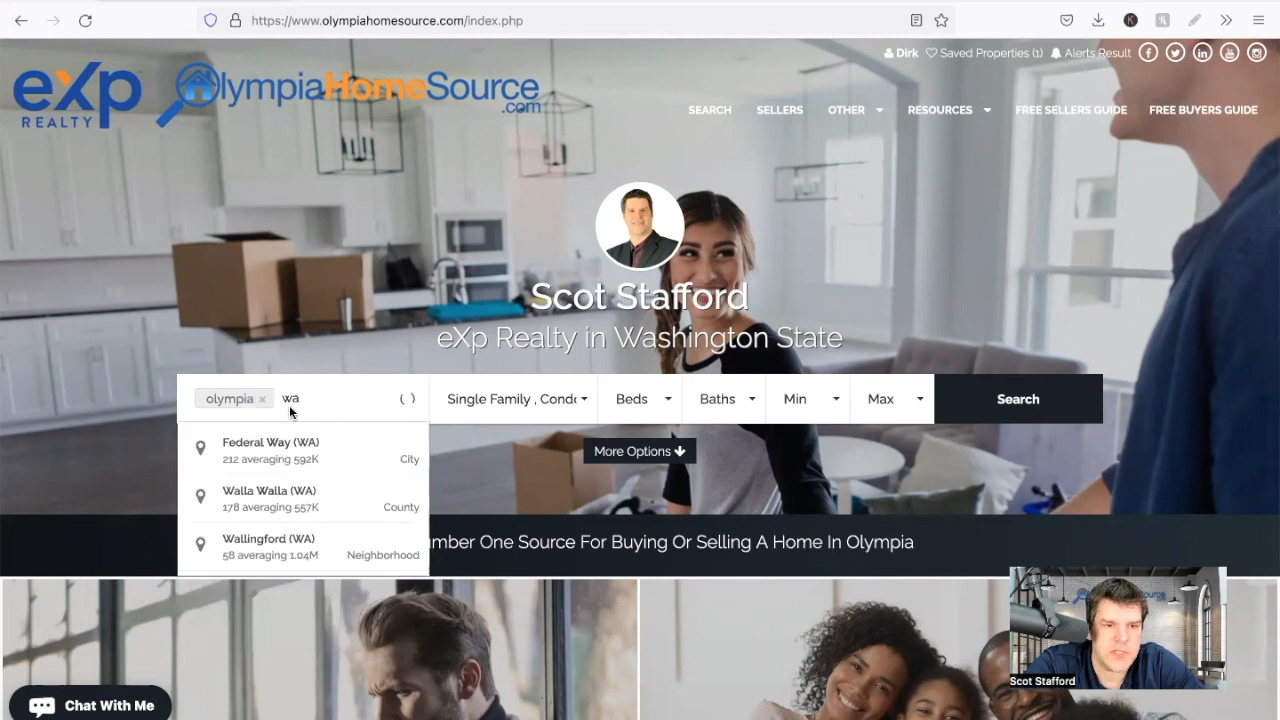 https://www.olympiahomesource.com/index.php
Dirk Saved Properties (1) Alerts Result
eXp REALTY
OlympiaHomeSource.com
SEARCH SELLERS OTHER RESOURCES FREE SELLERS GUIDE FREE BUYERS GUIDE
Scot Stafford
eXp Realty in Washington State
olympia × wa
Single Family , Cond
Beds
Baths
Min
Max
Search
Federal Way (WA)
212 averaging 592K City
Walla Walla (WA)
178 averaging 557K County
Wallingford (WA)
58 averaging 1.04M Neighborhood
More Options
mber One Source For Buying Or Selling A Home In Olympia
Chat With Me
Scot Stafford